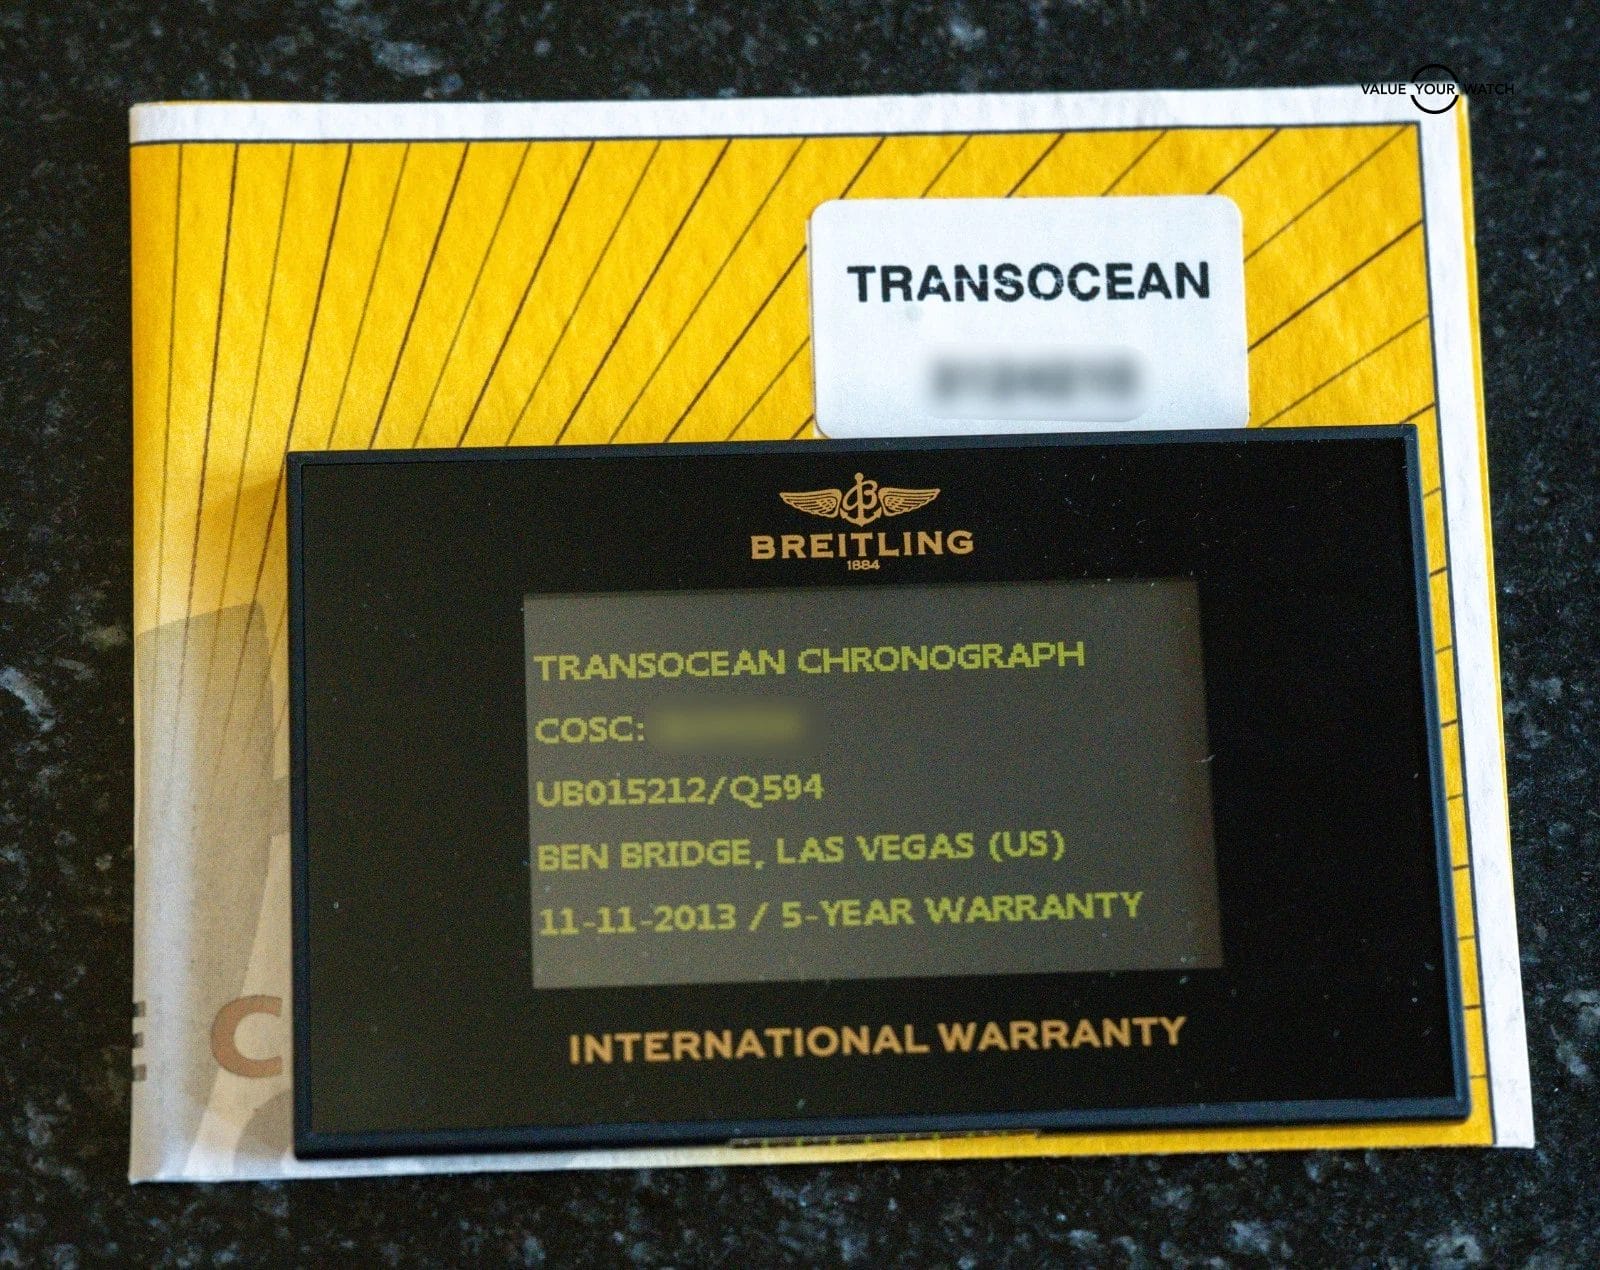 VALUE YOUR WATCH
TRANSOCEAN
BREITLING
1884
TRANSOCEAN CHRONOGRAPH
COSC:
UB015212/Q594
BEN BRIDGE, LAS VEGAS (US)
11-11-2013 / 5-YEAR WARRANTY
C
INTERNATIONAL WARRANTY